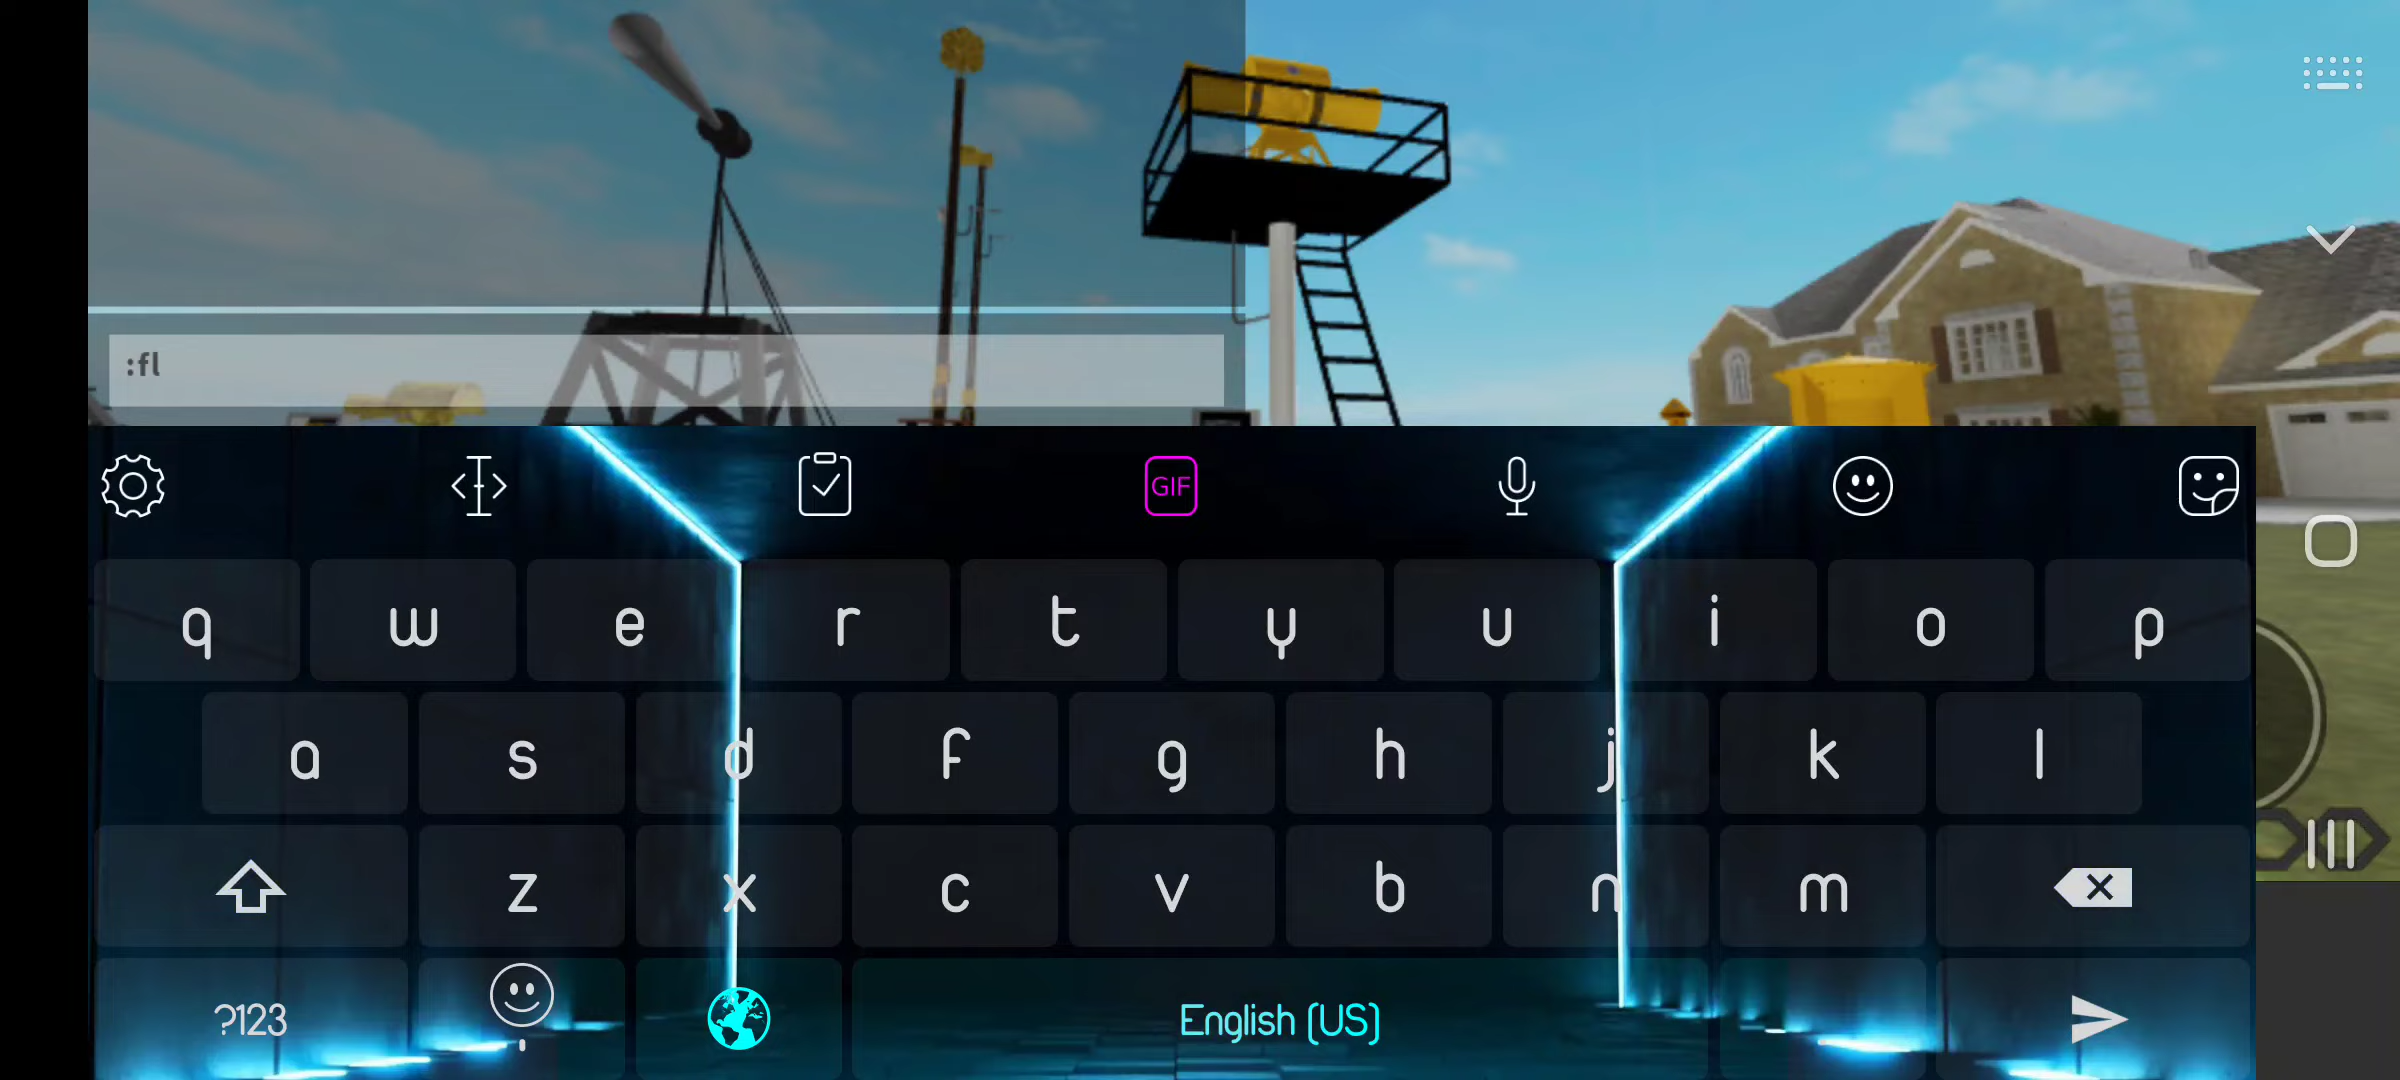 :fl
GIF
q w e r t y u i o p
a s d f g h j k l
z x c v b n m
?123 English (US)